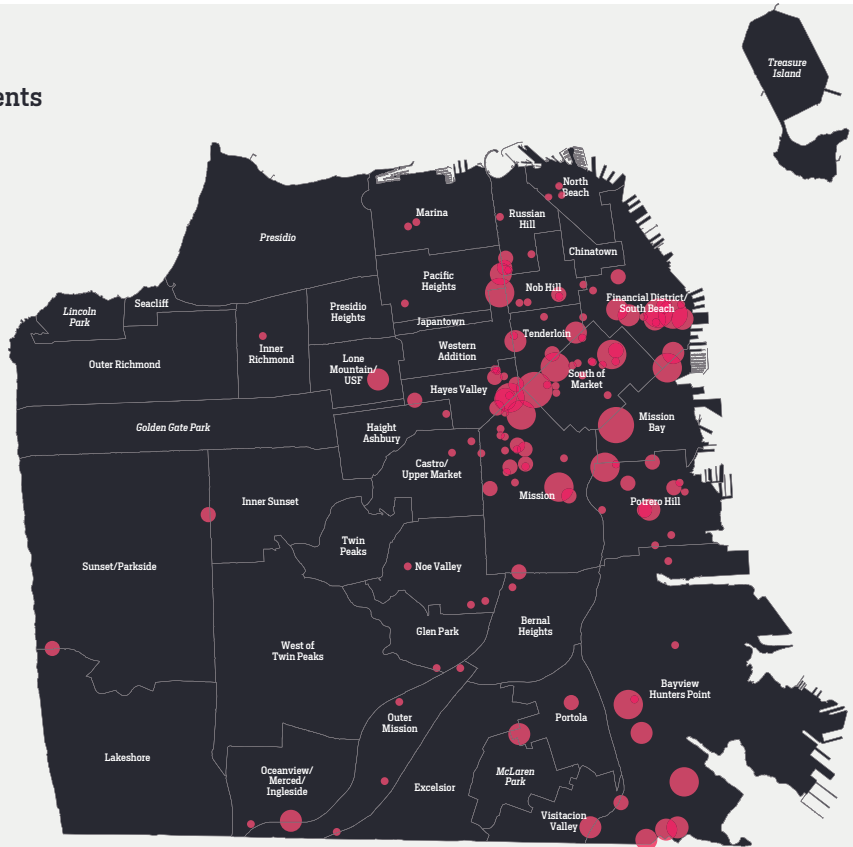 ents
Treasure
Island
North
Beach
Marina
Russian
Hill
Presidio
Chinatown
Pacific
Heights
Nob Hill
Seacliff
Lincoln
Park
Presidio
Heights
Financial District/
South Beach
Japantown
Tenderloin
Inner
Richmond
Western
Addition
Outer Richmond
Lone
Mountain/
USF
South of
Market
Hayes Valley
Golden Gate Park
Haight
Ashbury
Mission
Bay
Castro/
Upper Market
Inner Sunset
Mission
Potrero Hill
Twin
Peaks
Sunset/Parkside
Noe Valley
Glen Park
Bernal
Heights
West of
Twin Peaks
Bayview
Hunters Point
Outer
Mission
Portola
Lakeshore
Oceanview/
Merced/
Ingleside
Excelsior
McLaren
Park
Visitacion
Valley